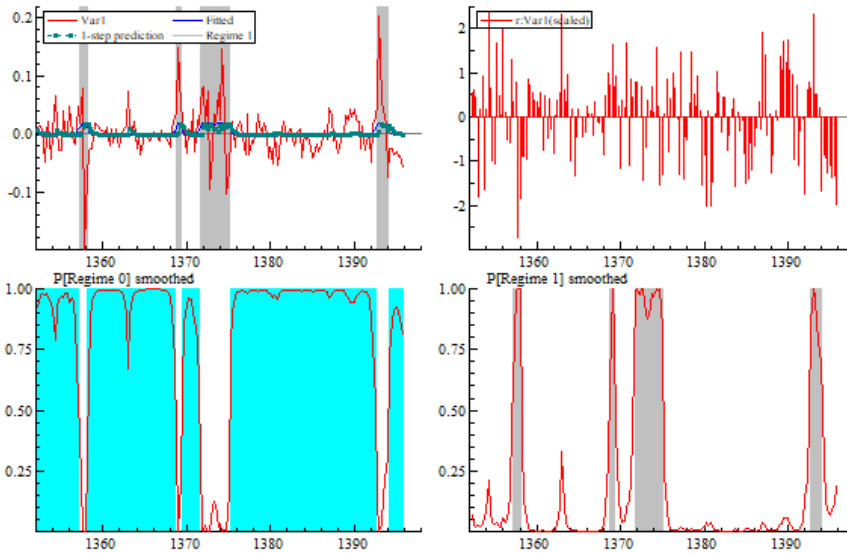 Var1 Fitted
1-step prediction Regime 1
0.2
0.1
0.0
-0.1
1360 1370 1380 1390
r:Var1(scaled)
2
1
0
-1
-2
1360 1370 1380 1390
P[Regime 0] smoothed
1.00
0.75
0.50
0.25
1360 1370 1380 1390
P[Regime 1] smoothed
1.00
0.75
0.50
0.25
1360 1370 1380 1390